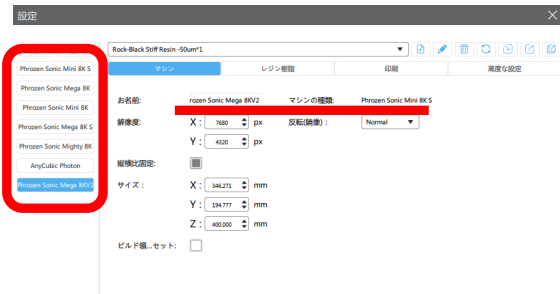 設定
Rock-Black Stiff Resin -50um*1
マシン レジン樹脂 印刷 高度な設定
Phrozen Sonic Mini 8K S
Phrozen Sonic Mega 8K
Phrozen Sonic Mini 8K
Phrozen Sonic Mega 8K S
Phrozen Sonic Mighty 8K
AnyCubic Photon
Phrozen Sonic Mega 8KV2
お名前: rozen Sonic Mega 8KV2 マシンの種類: Phrozen Sonic Mini 8K S
解像度: X : 7680 px 反転(鏡像) : Normal
Y : 4320 px
縦横比固定:
サイズ : X : 346.271 mm
Y : 194.777 mm
Z : 400.000 mm
ビルド領...セット: